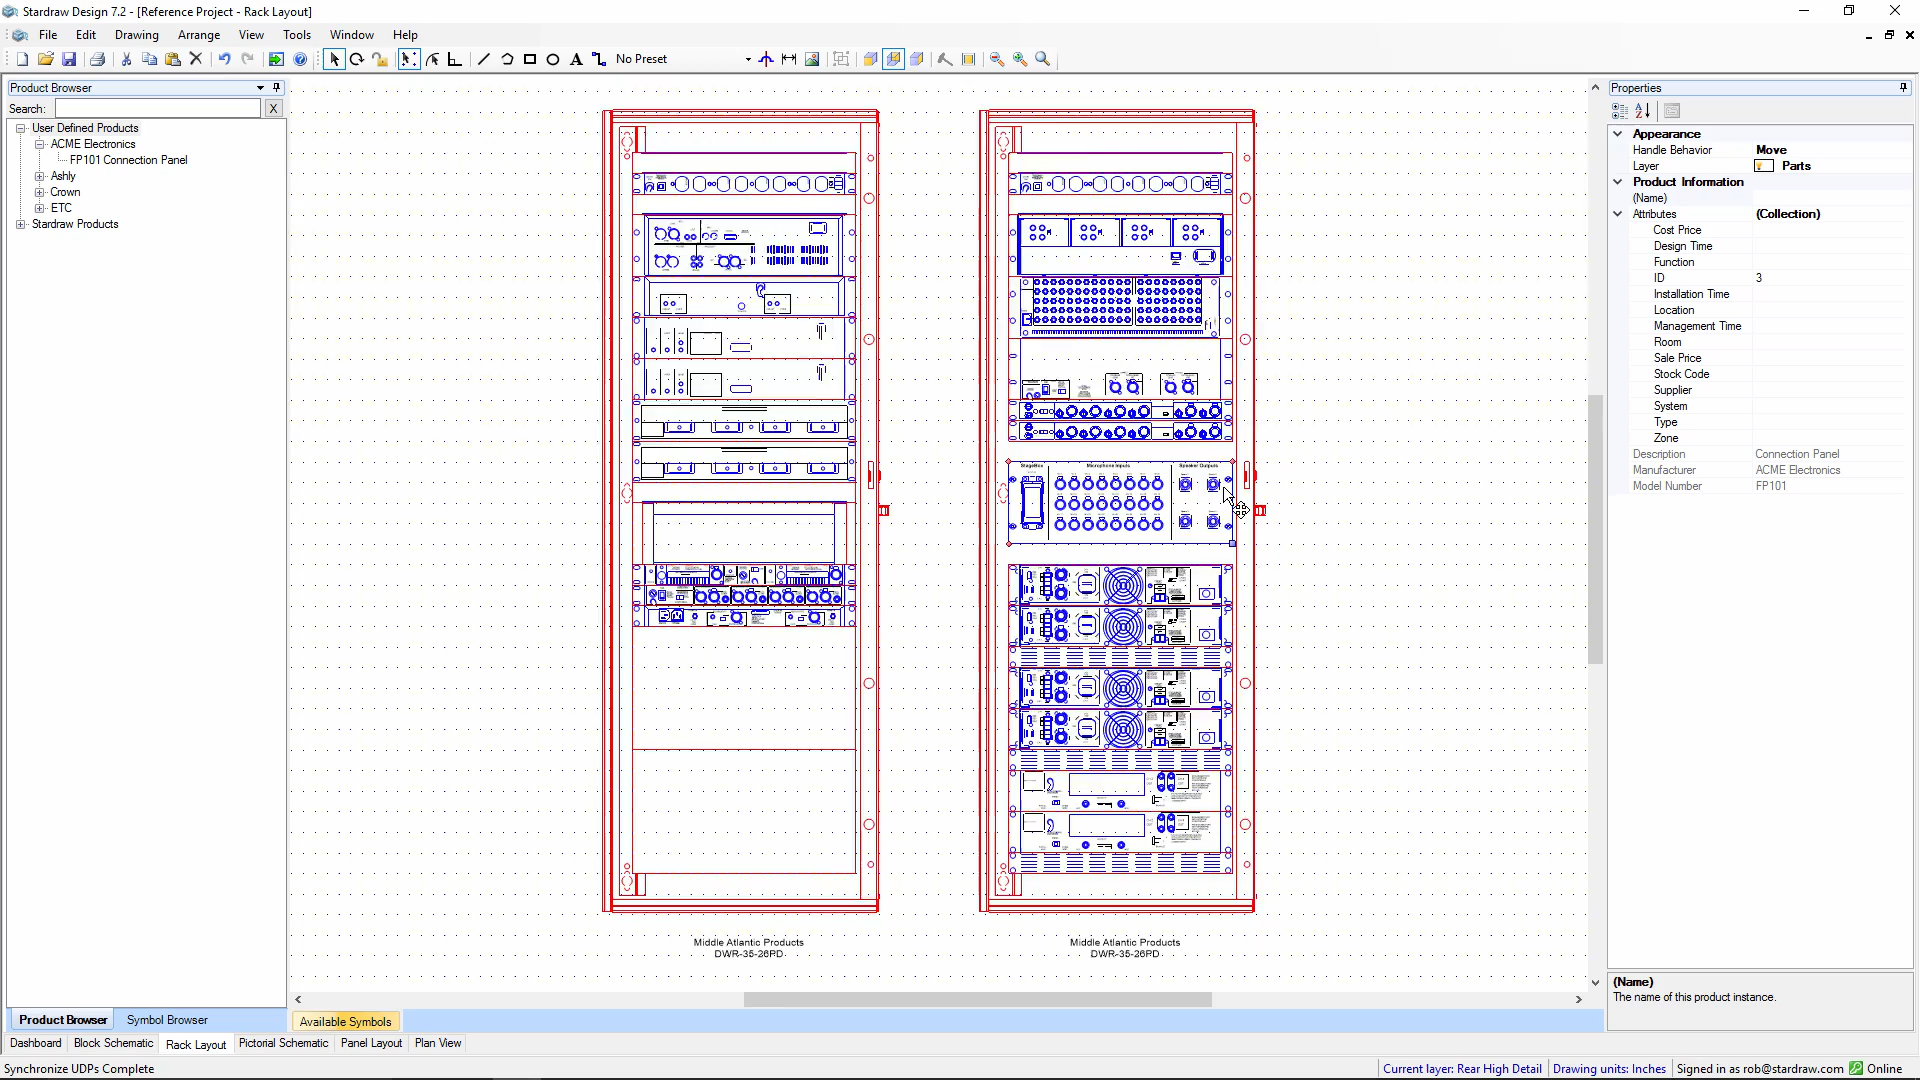 Stardraw Design 7.2 - [Reference Project - Rack Layout]
File Edit Drawing Arrange View Tools Window Help
No Preset
Product Browser
Search:
X
User Defined Products
ACME Electronics
FP101 Connection Panel
Ashly
Crown
ETC
Stardraw Products
StageBox Microphone Inputs Speaker Outputs
Middle Atlantic Products
DWR-35-26PD
Middle Atlantic Products
DWR-35-26PD
Properties
Appearance
Handle Behavior Move
Layer Parts
Product Information
(Name)
Attributes (Collection)
Cost Price
Design Time
Function
ID 3
Installation Time
Location
Management Time
Room
Sale Price
Stock Code
Supplier
System
Type
Zone
Description Connection Panel
Manufacturer ACME Electronics
Model Number FP101
(Name)
The name of this product instance.
Product Browser Symbol Browser
Available Symbols
Dashboard Block Schematic Rack Layout Pictorial Schematic Panel Layout Plan View
Synchronize UDPs Complete
Current layer: Rear High Detail Drawing units: Inches Signed in as rob@stardraw.com Online